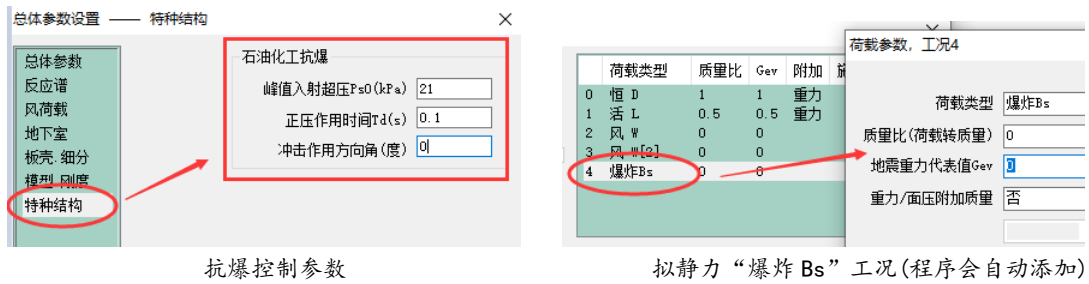 总体参数设置 —— 特种结构
总体参数
反应谱
风荷载
地下室
板壳.细分
模型.刚度
特种结构
石油化工抗爆
峰值入射超压Ps0(kPa) 21
正压作用时间Td(s) 0.1
冲击作用方向角(度) 0
抗爆控制参数
荷载类型 质量比 Gev 附加
0 恒 D 1 1 重力
1 活 L 0.5 0.5 重力
2 风 W 0 0
3 风 W[2] 0 0
4 爆炸Bs 0 0
荷载参数, 工况4
荷载类型 爆炸Bs
质量比(荷载转质量) 0
地震重力代表值Gev 0
重力/面压附加质量 否
拟静力“爆炸 Bs”工况(程序会自动添加)